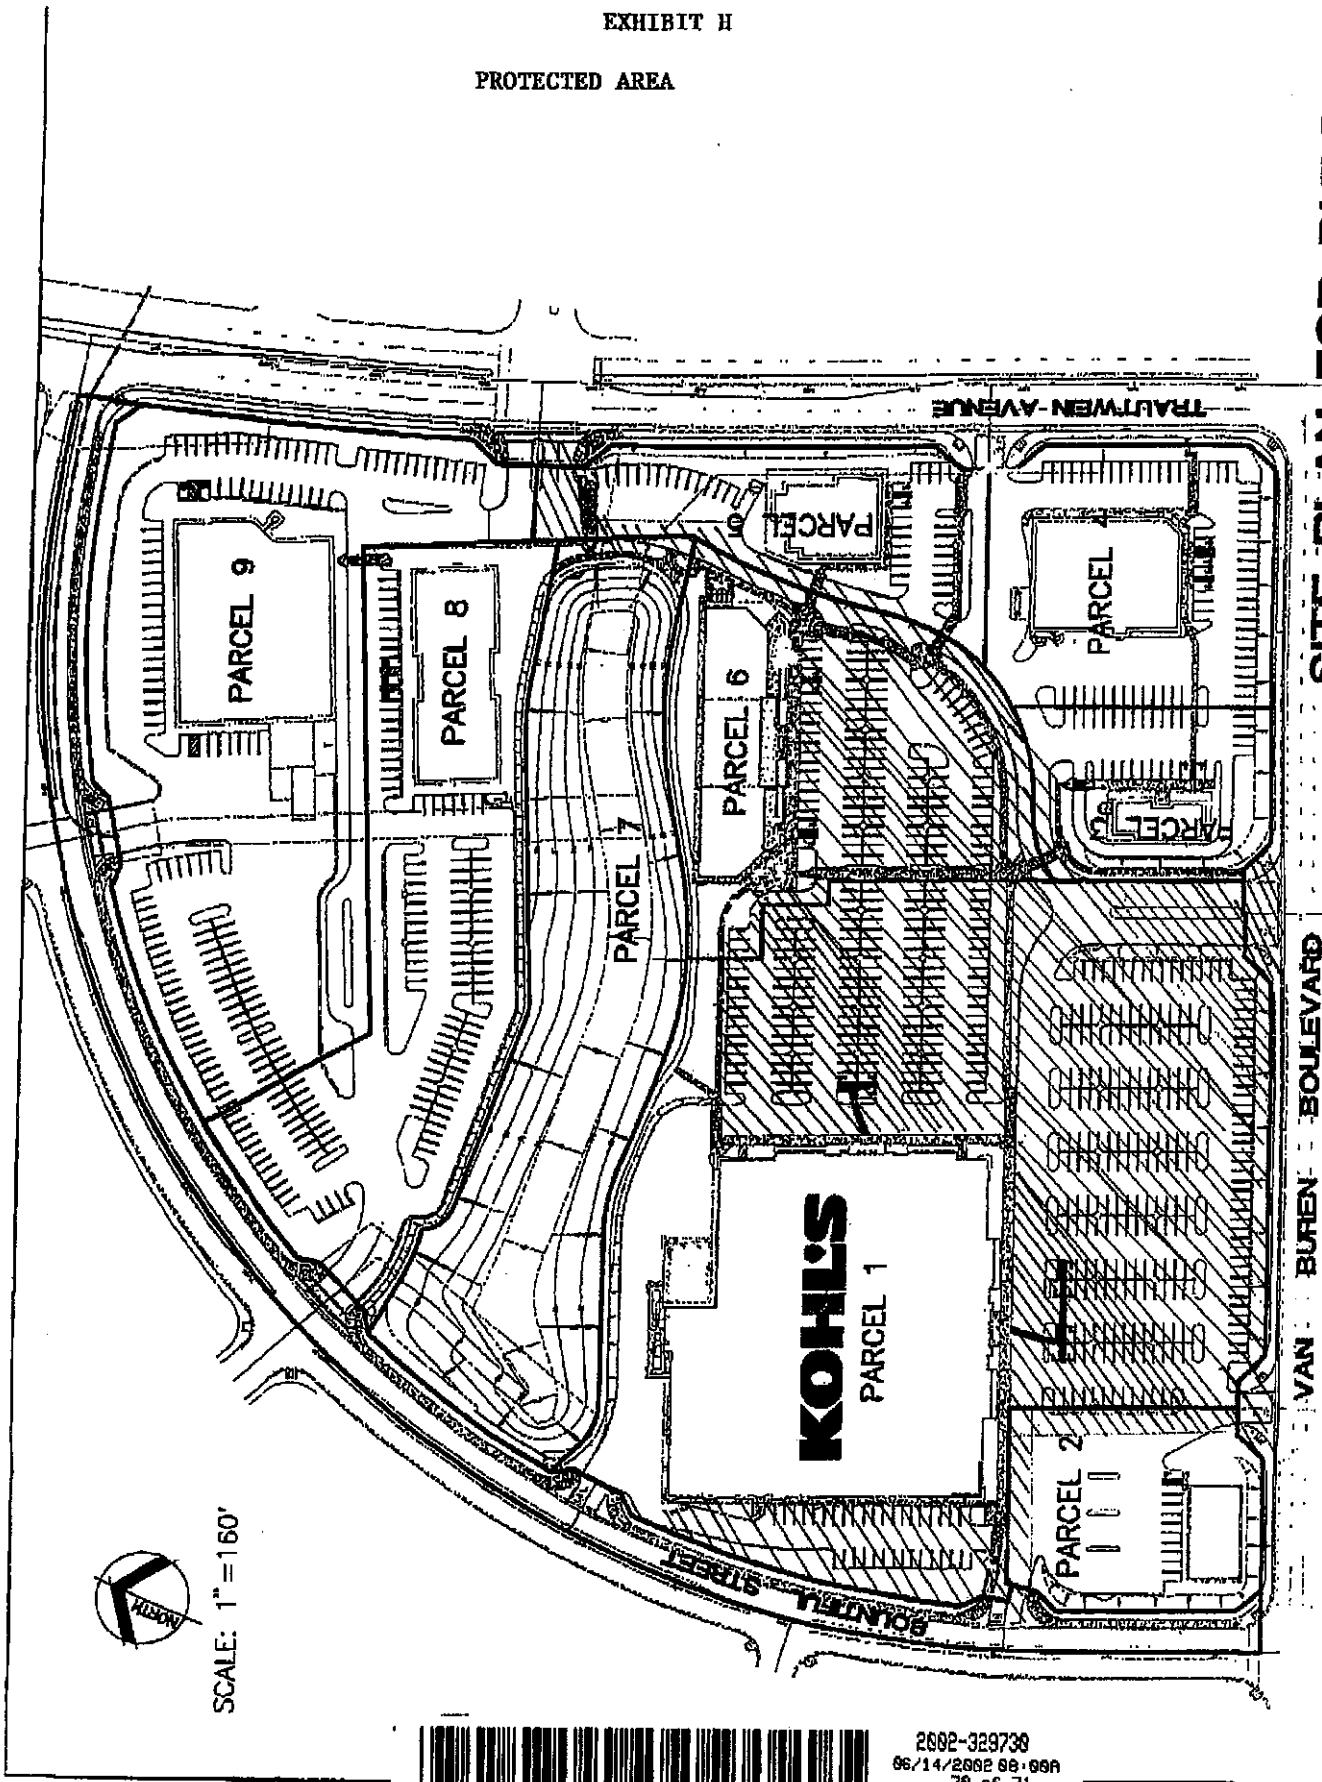 EXHIBIT H
PROTECTED AREA
TRAUTWEIN AVENUE
PARCEL 9
PARCEL 8
PARCEL 5
PARCEL 4
PARCEL 6
PARCEL 7
PARCEL 3
KOHL'S
PARCEL 1
PARCEL 2
BOUNTIFUL STREET
VAN BUREN BOULEVARD
NORTH
SCALE: 1"=160'
2002-329730
06/14/2002 08:00A